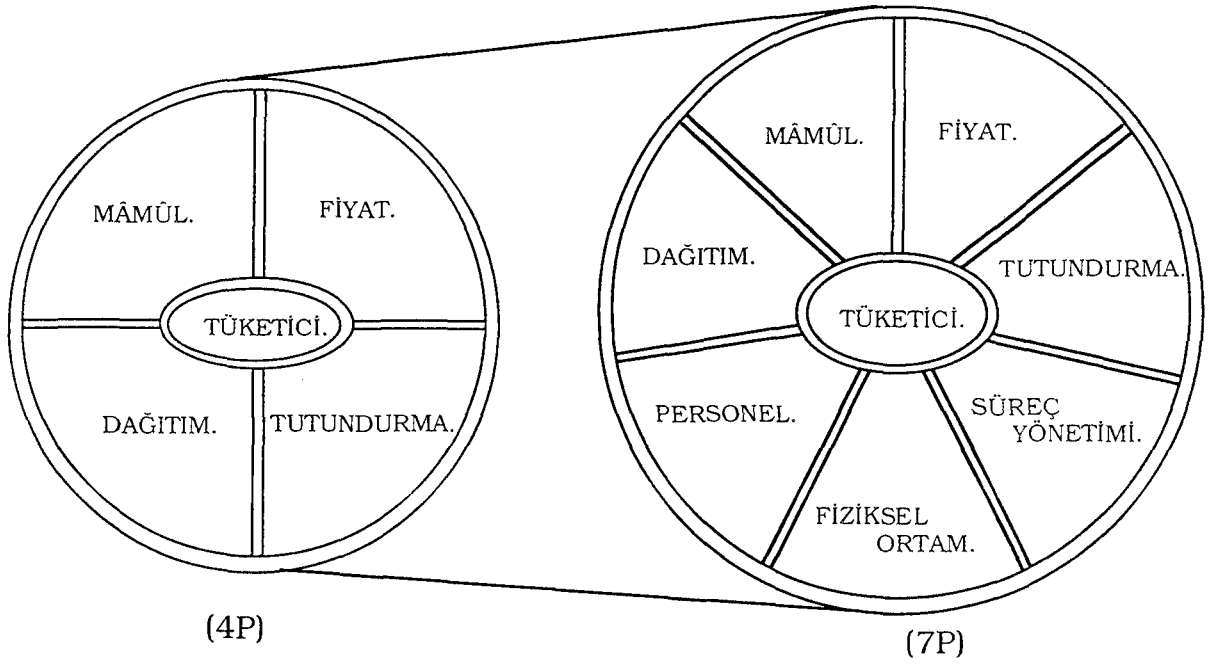 MÂMÛL.
FİYAT.
TÜKETİCİ.
DAĞITIM.
TUTUNDURMA.
(4P)
MÂMÛL.
FİYAT.
DAĞITIM.
TUTUNDURMA.
TÜKETİCİ.
PERSONEL.
SÜREÇ
YÖNETİMİ.
FİZİKSEL
ORTAM.
(7P)